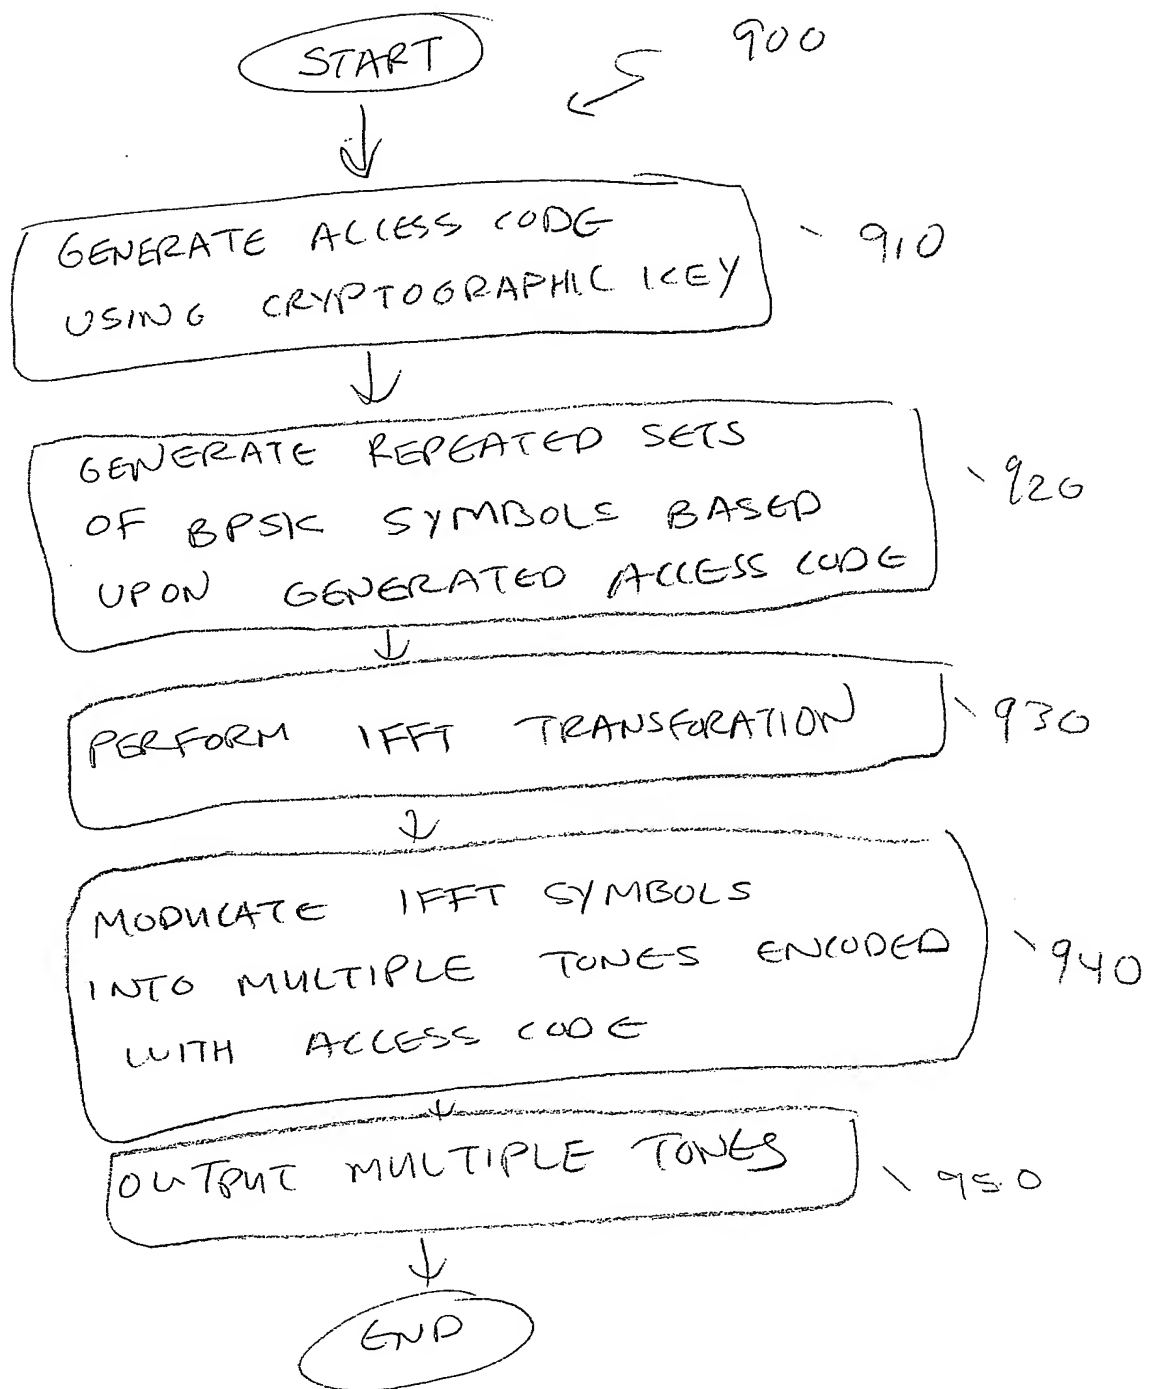 START
900
GENERATE ACCESS CODE
USING CRYPTOGRAPHIC KEY
910
GENERATE REPEATED SETS
OF BPSK SYMBOLS BASED
UPON GENERATED ACCESS CODE
920
PERFORM IFFT TRANSFORATION
930
MODULATE IFFT SYMBOLS
INTO MULTIPLE TONES ENCODED
WITH ACCESS CODE
940
OUTPUT MULTIPLE TONES
950
END